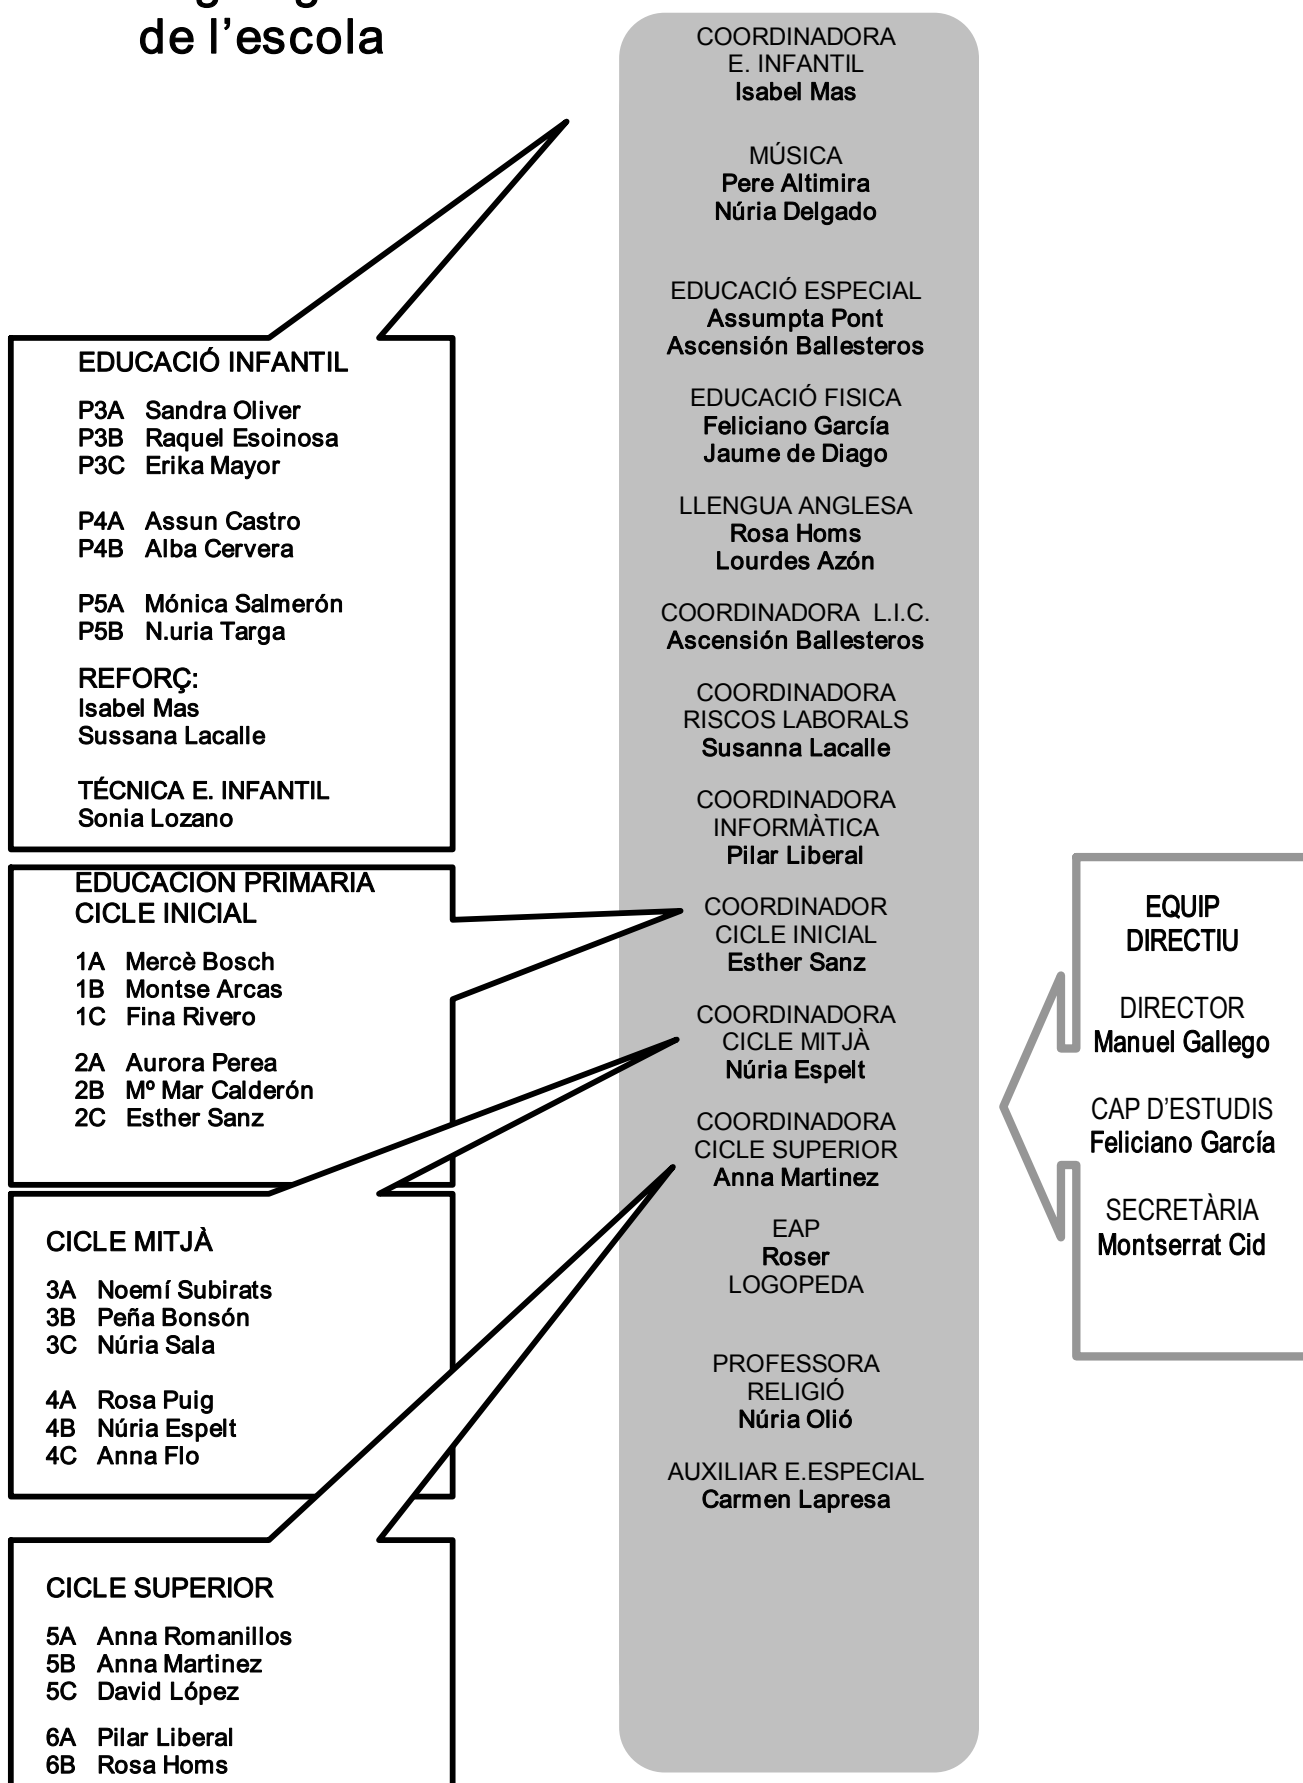 de l’escola
COORDINADORA
E. INFANTIL
Isabel Mas
MÚSICA
Pere Altimira
Núria Delgado
EDUCACIÓ ESPECIAL
Assumpta Pont
Ascensión Ballesteros
EDUCACIÓ FISICA
Feliciano García
Jaume de Diago
LLENGUA ANGLESA
Rosa Homs
Lourdes Azón
COORDINADORA L.I.C.
Ascensión Ballesteros
COORDINADORA
RISCOS LABORALS
Susanna Lacalle
COORDINADORA
INFORMÀTICA
Pilar Liberal
COORDINADOR
CICLE INICIAL
Esther Sanz
COORDINADORA
CICLE MITJÀ
Núria Espelt
COORDINADORA
CICLE SUPERIOR
Anna Martinez
EAP
Roser
LOGOPEDA
PROFESSORA
RELIGIÓ
Núria Olió
AUXILIAR E.ESPECIAL
Carmen Lapresa
EDUCACIÓ INFANTIL
P3A Sandra Oliver
P3B Raquel Esoinosa
P3C Erika Mayor
P4A Assun Castro
P4B Alba Cervera
P5A Mónica Salmerón
P5B N.uria Targa
REFORÇ:
Isabel Mas
Sussana Lacalle
TÉCNICA E. INFANTIL
Sonia Lozano
EDUCACION PRIMARIA
CICLE INICIAL
1A Mercè Bosch
1B Montse Arcas
1C Fina Rivero
2A Aurora Perea
2B Mº Mar Calderón
2C Esther Sanz
CICLE MITJÀ
3A Noemí Subirats
3B Peña Bonsón
3C Núria Sala
4A Rosa Puig
4B Núria Espelt
4C Anna Flo
CICLE SUPERIOR
5A Anna Romanillos
5B Anna Martinez
5C David López
6A Pilar Liberal
6B Rosa Homs
EQUIP
DIRECTIU
DIRECTOR
Manuel Gallego
CAP D’ESTUDIS
Feliciano García
SECRETÀRIA
Montserrat Cid